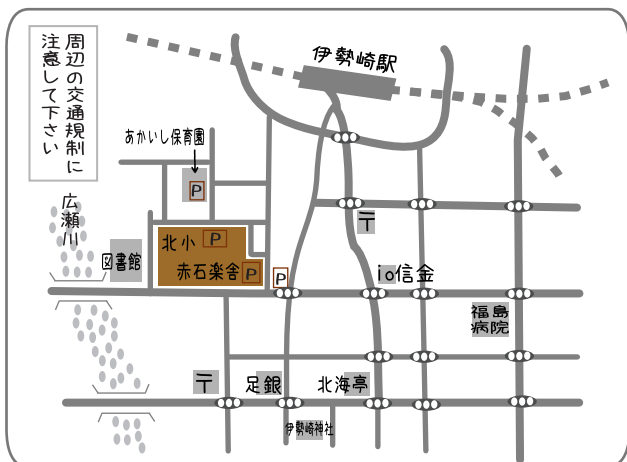 周辺の交通規制に
注意して下さい
伊勢崎駅
あかいし保育園
P
広瀬川
図書館
北小 P
赤石楽舎 P
P
〒
io信金
福島
病院
〒
足銀
北海亭
伊勢崎神社